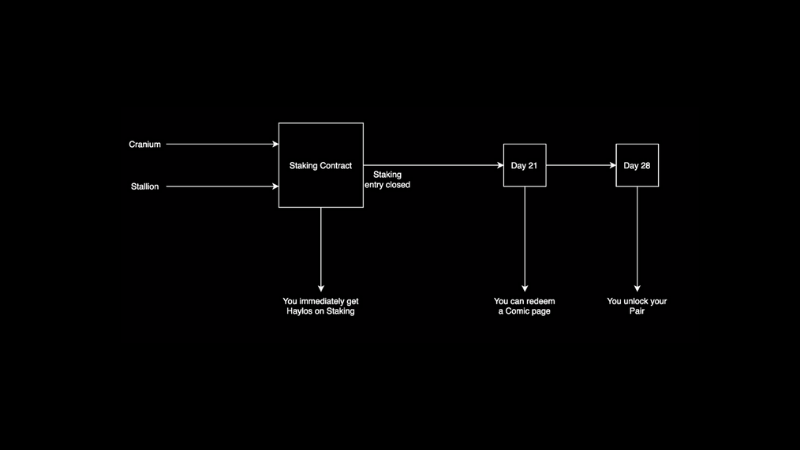 Cranium
Stallion
Staking Contract
Staking
entry closed
Day 21
Day 28
You immediately get
Haylos on Staking
You can redeem
a Comic page
You unlock your
Pair